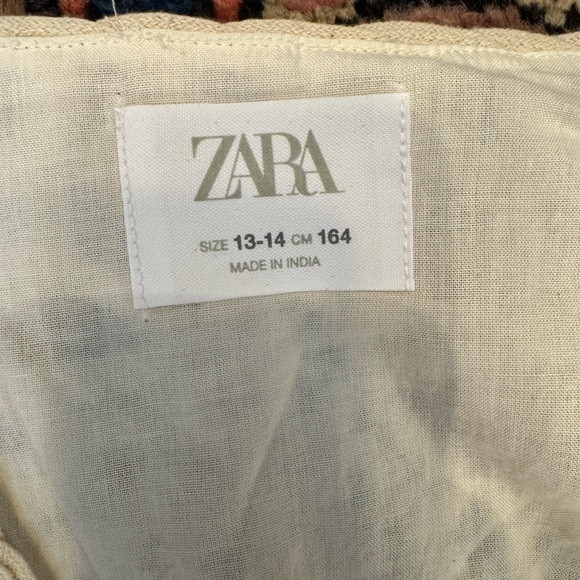 ZARA
SIZE 13-14 CM 164
MADE IN INDIA